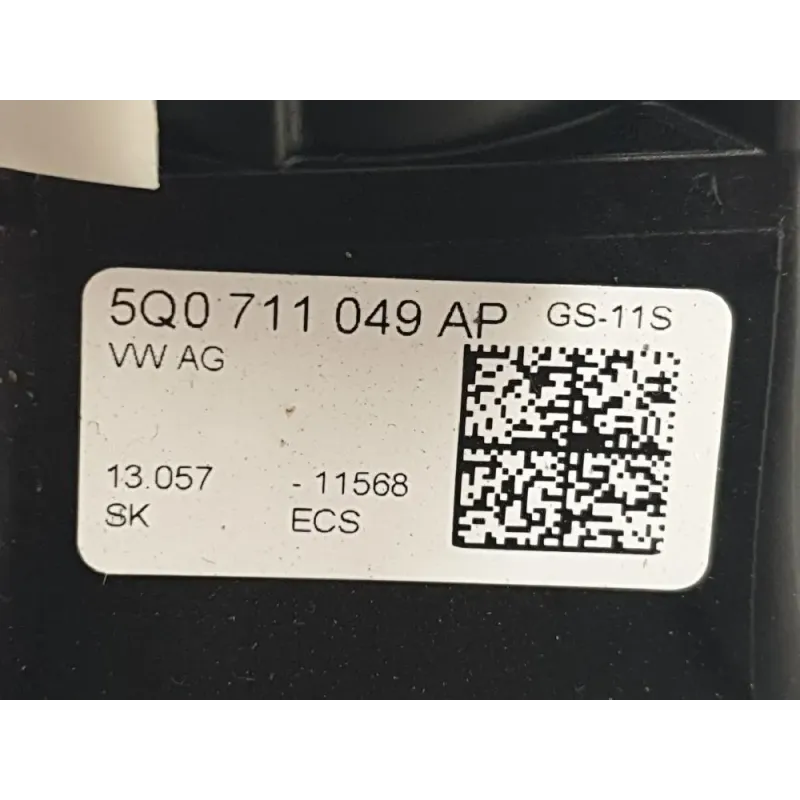 5Q0 711 049 AP GS-11S
VW AG
13.057 - 11568
SK ECS